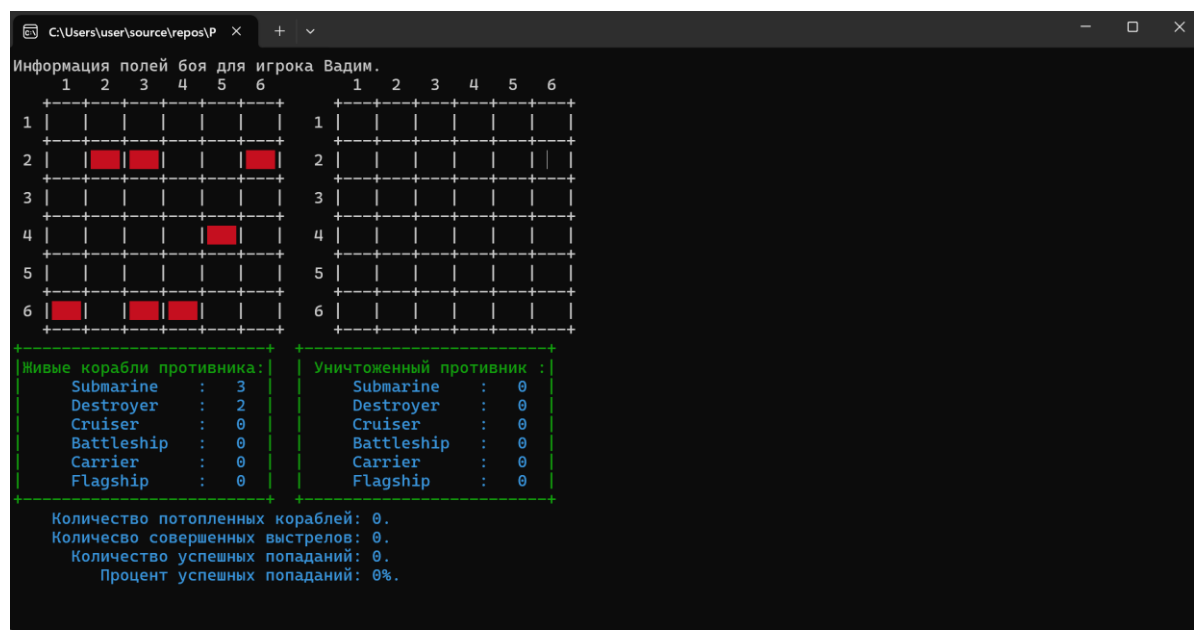 C:\Users\user\source\repos\P
Информация полей боя для игрока Вадим.
1 2 3 4 5 6 1 2 3 4 5 6
1 1
2 2
3 3
4 4
5 5
6 6
Живые корабли противника: Уничтоженный противник :
Submarine : 3 Submarine : 0
Destroyer : 2 Destroyer : 0
Cruiser : 0 Cruiser : 0
Battleship : 0 Battleship : 0
Carrier : 0 Carrier : 0
Flagship : 0 Flagship : 0
Количество потопленных кораблей: 0.
Количесво совершенных выстрелов: 0.
Количество успешных попаданий: 0.
Процент успешных попаданий: 0%.